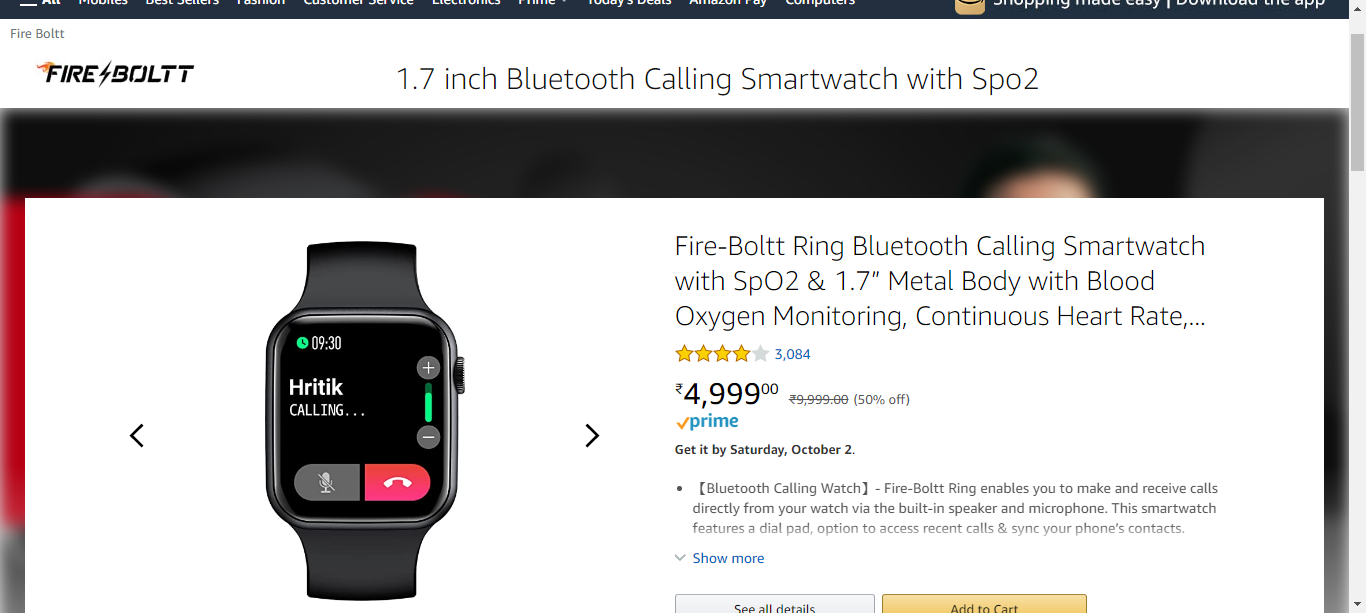 All Mobiles Best Sellers Fashion Customer Service Electronics Prime Today's Deals Amazon Pay Computers Shopping made easy | Download the app
Fire Boltt
FIRE BOLTT
1.7 inch Bluetooth Calling Smartwatch with Spo2
Fire-Boltt Ring Bluetooth Calling Smartwatch
with SpO2 & 1.7” Metal Body with Blood
Oxygen Monitoring, Continuous Heart Rate,...
3,084
₹4,99900 ₹9,999.00 (50% off)
prime
Get it by Saturday, October 2.
• 【Bluetooth Calling Watch】- Fire-Boltt Ring enables you to make and receive calls
directly from your watch via the built-in speaker and microphone. This smartwatch
features a dial pad, option to access recent calls & sync your phone’s contacts.
Show more
See all details Add to Cart
09:30
Hritik
CALLING...